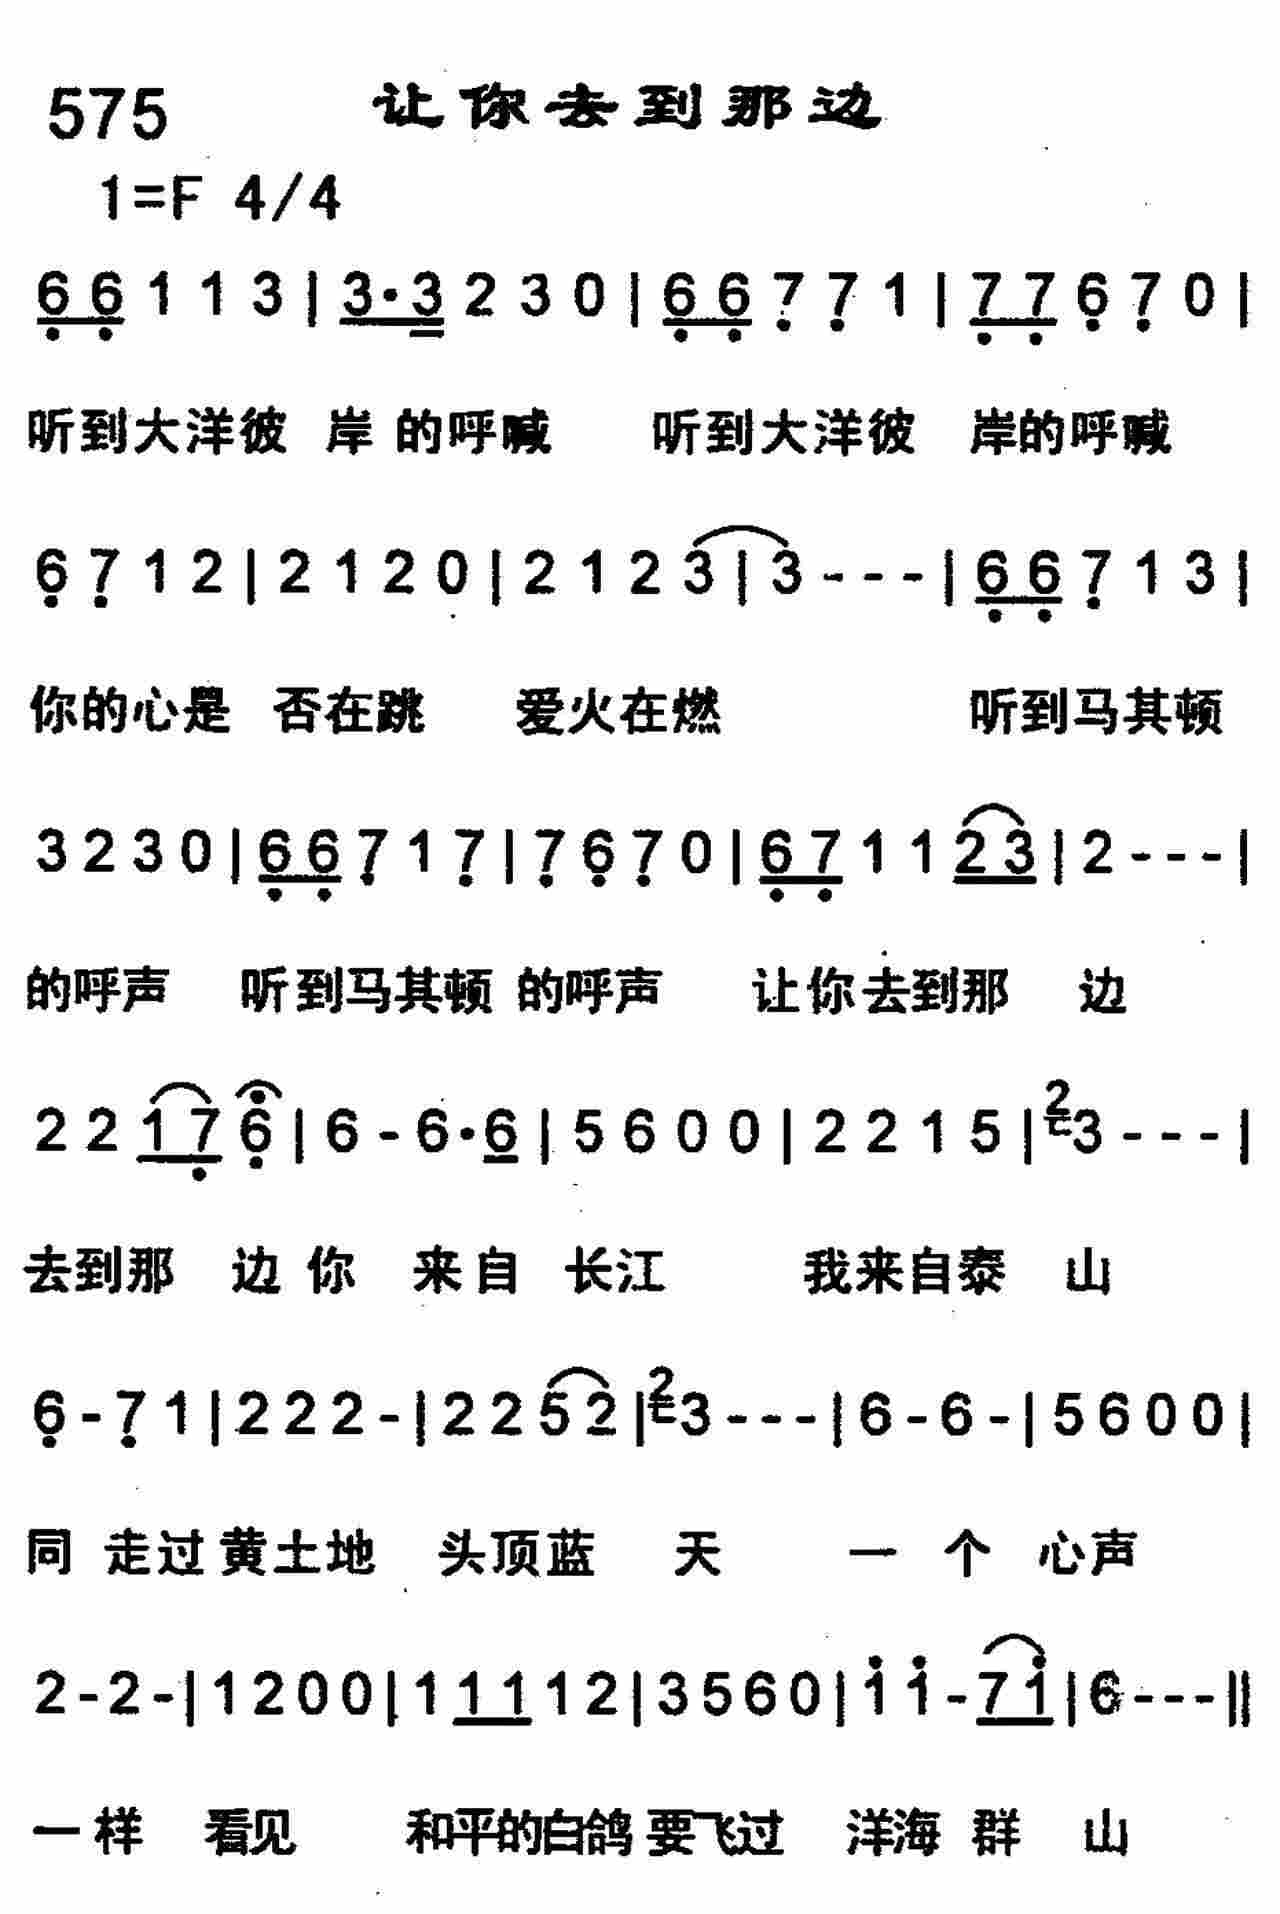 575 让你去到那边
1=F 4/4
6 6 1 1 3 | 3·3 2 3 0 | 6 6 7 7 1 | 7 7 6 7 0 |
听到大洋彼 岸 的呼喊 听到大洋彼 岸的呼喊
6 7 1 2 | 2 1 2 0 | 2 1 2 3 | 3 - - - | 6 6 7 1 3 |
你的心是 否在跳 爱火在燃 听到马其顿
3 2 3 0 | 6 6 7 1 7 | 7 6 7 0 | 6 7 1 1 2 3 | 2 - - - |
的呼声 听到马其顿 的呼声 让你去到那 边
2 2 1 7 6 | 6 - 6·6 | 5 6 0 0 | 2 2 1 5 | 2 3 - - - |
去到那 边 你 来自 长江 我来自泰 山
6 - 7 1 | 2 2 2 - | 2 2 5 2 | 2 3 - - - | 6 - 6 - | 5 6 0 0 |
同 走过 黄土地 头顶蓝 天 一 个 心声
2 - 2 - | 1 2 0 0 | 1 1 1 1 2 | 3 5 6 0 | 1 1 - 7 1 | 6 - - - ‖
一样 看见 和平的白鸽 要飞过 洋海 群 山